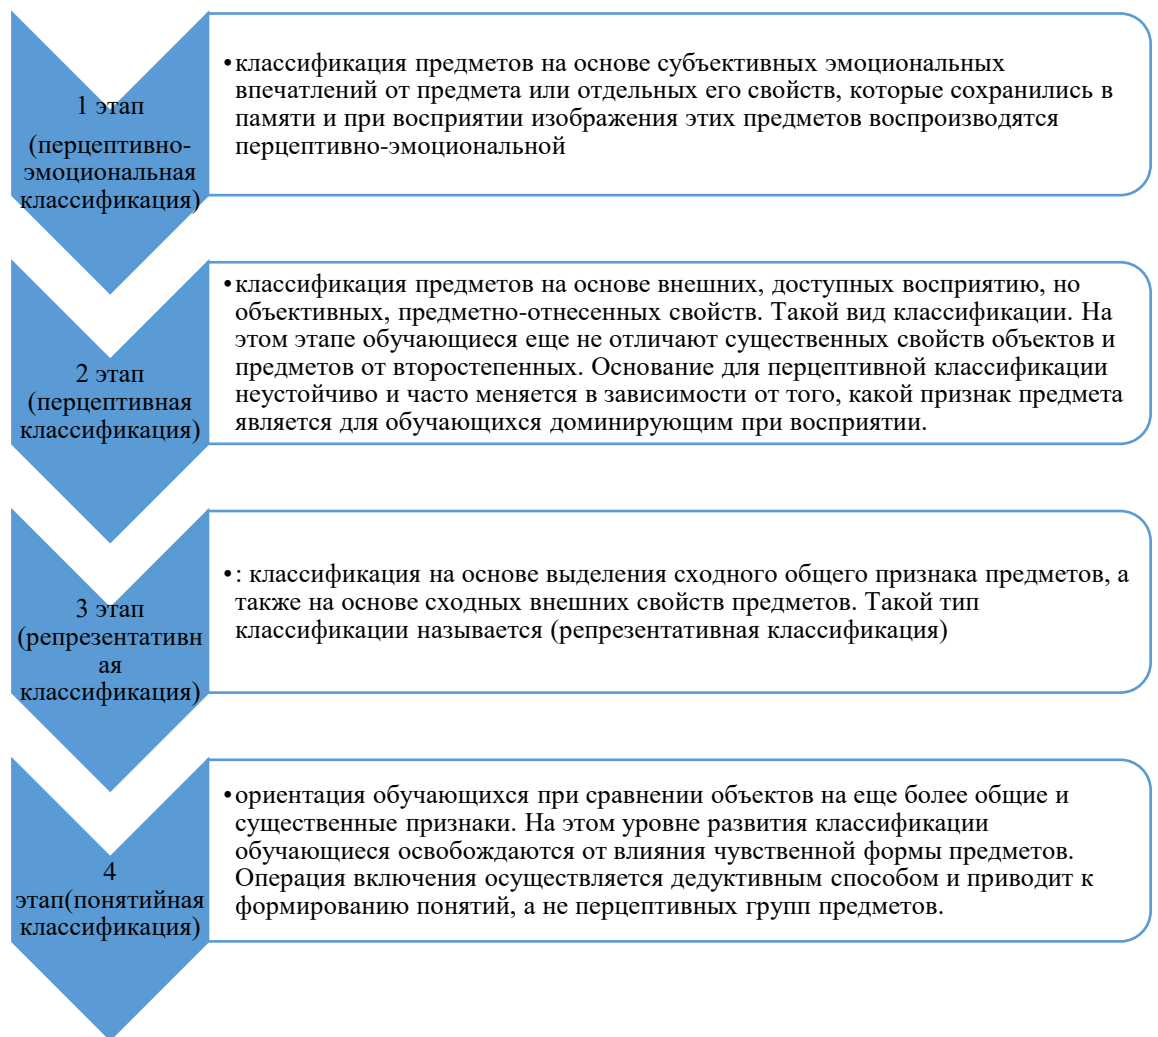 1 этап
(перцептивно-
эмоциональная
классификация)
•классификация предметов на основе субъективных эмоциональных
впечатлений от предмета или отдельных его свойств, которые сохранились в
памяти и при восприятии изображения этих предметов воспроизводятся
перцептивно-эмоциональной
2 этап
(перцептивная
классификация)
•классификация предметов на основе внешних, доступных восприятию, но
объективных, предметно-отнесенных свойств. Такой вид классификации. На
этом этапе обучающиеся еще не отличают существенных свойств объектов и
предметов от второстепенных. Основание для перцептивной классификации
неустойчиво и часто меняется в зависимости от того, какой признак предмета
является для обучающихся доминирующим при восприятии.
3 этап
(репрезентативн
ая
классификация)
•: классификация на основе выделения сходного общего признака предметов, а
также на основе сходных внешних свойств предметов. Такой тип
классификации называется (репрезентативная классификация)
4
этап(понятийная
классификация)
•ориентация обучающихся при сравнении объектов на еще более общие и
существенные признаки. На этом уровне развития классификации
обучающиеся освобождаются от влияния чувственной формы предметов.
Операция включения осуществляется дедуктивным способом и приводит к
формированию понятий, а не перцептивных групп предметов.